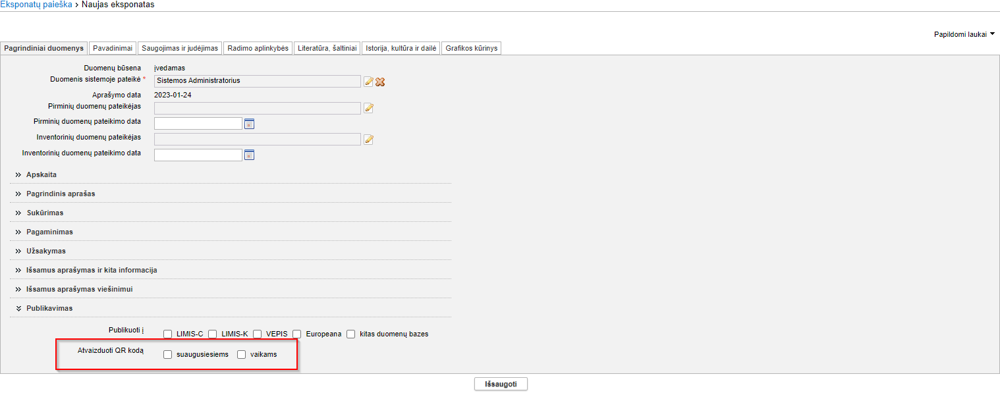 Eksponatų paieška › Naujas eksponatas
Papildomi laukai
Pagrindiniai duomenys Pavadinimai Saugojimas ir judėjimas Radimo aplinkybės Literatūra, šaltiniai Istorija, kultūra ir dailė Grafikos kūrinys
Duomenų būsena įvedamas
Duomenis sistemoje pateikė * Sistemos Administratorius
Aprašymo data 2023-01-24
Pirminių duomenų pateikėjas
Pirminių duomenų pateikimo data
Inventorinių duomenų pateikėjas
Inventorinių duomenų pateikimo data
Apskaita
Pagrindinis aprašas
Sukūrimas
Pagaminimas
Užsakymas
Išsamus aprašymas ir kita informacija
Išsamus aprašymas viešinimui
Publikavimas
Publikuoti į LIMIS-C LIMIS-K VEPIS Europeana kitas duomenų bazes
Atvaizduoti QR kodą suaugusiesiems vaikams
Išsaugoti